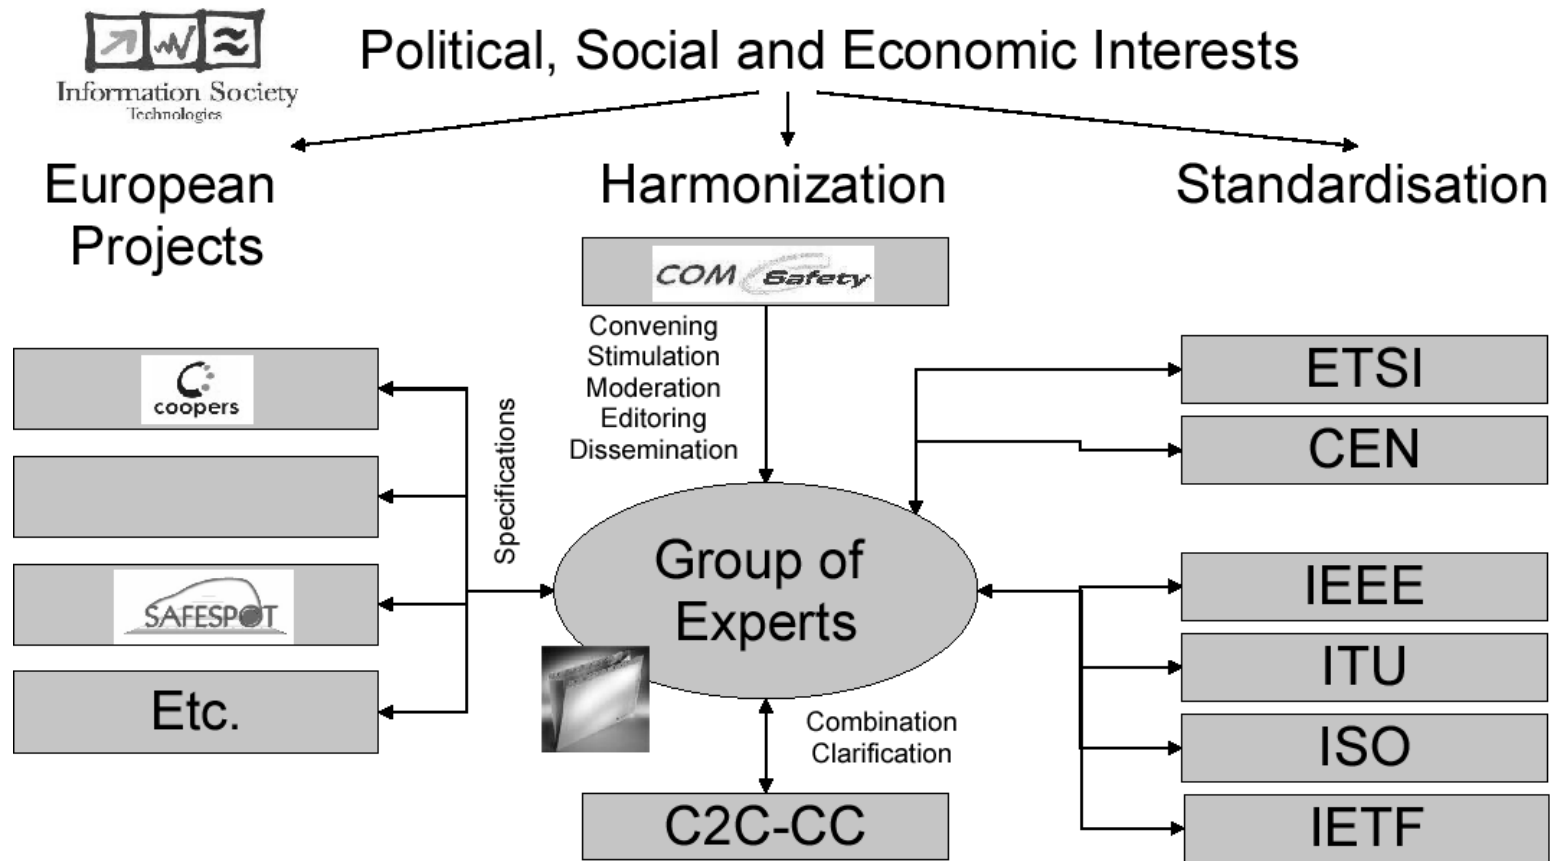 Information Society
Technologies
Political, Social and Economic Interests
European
Projects
Harmonization
Standardisation
COM Safety
Convening
Stimulation
Moderation
Editoring
Dissemination
coopers
SAFESPOT
Etc.
Specifications
Group of
Experts
Combination
Clarification
C2C-CC
ETSI
CEN
IEEE
ITU
ISO
IETF